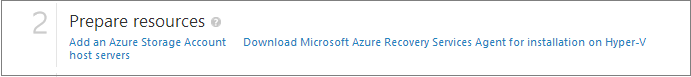 2 Prepare resources ?
Add an Azure Storage Account Download Microsoft Azure Recovery Services Agent for installation on Hyper-V
host servers